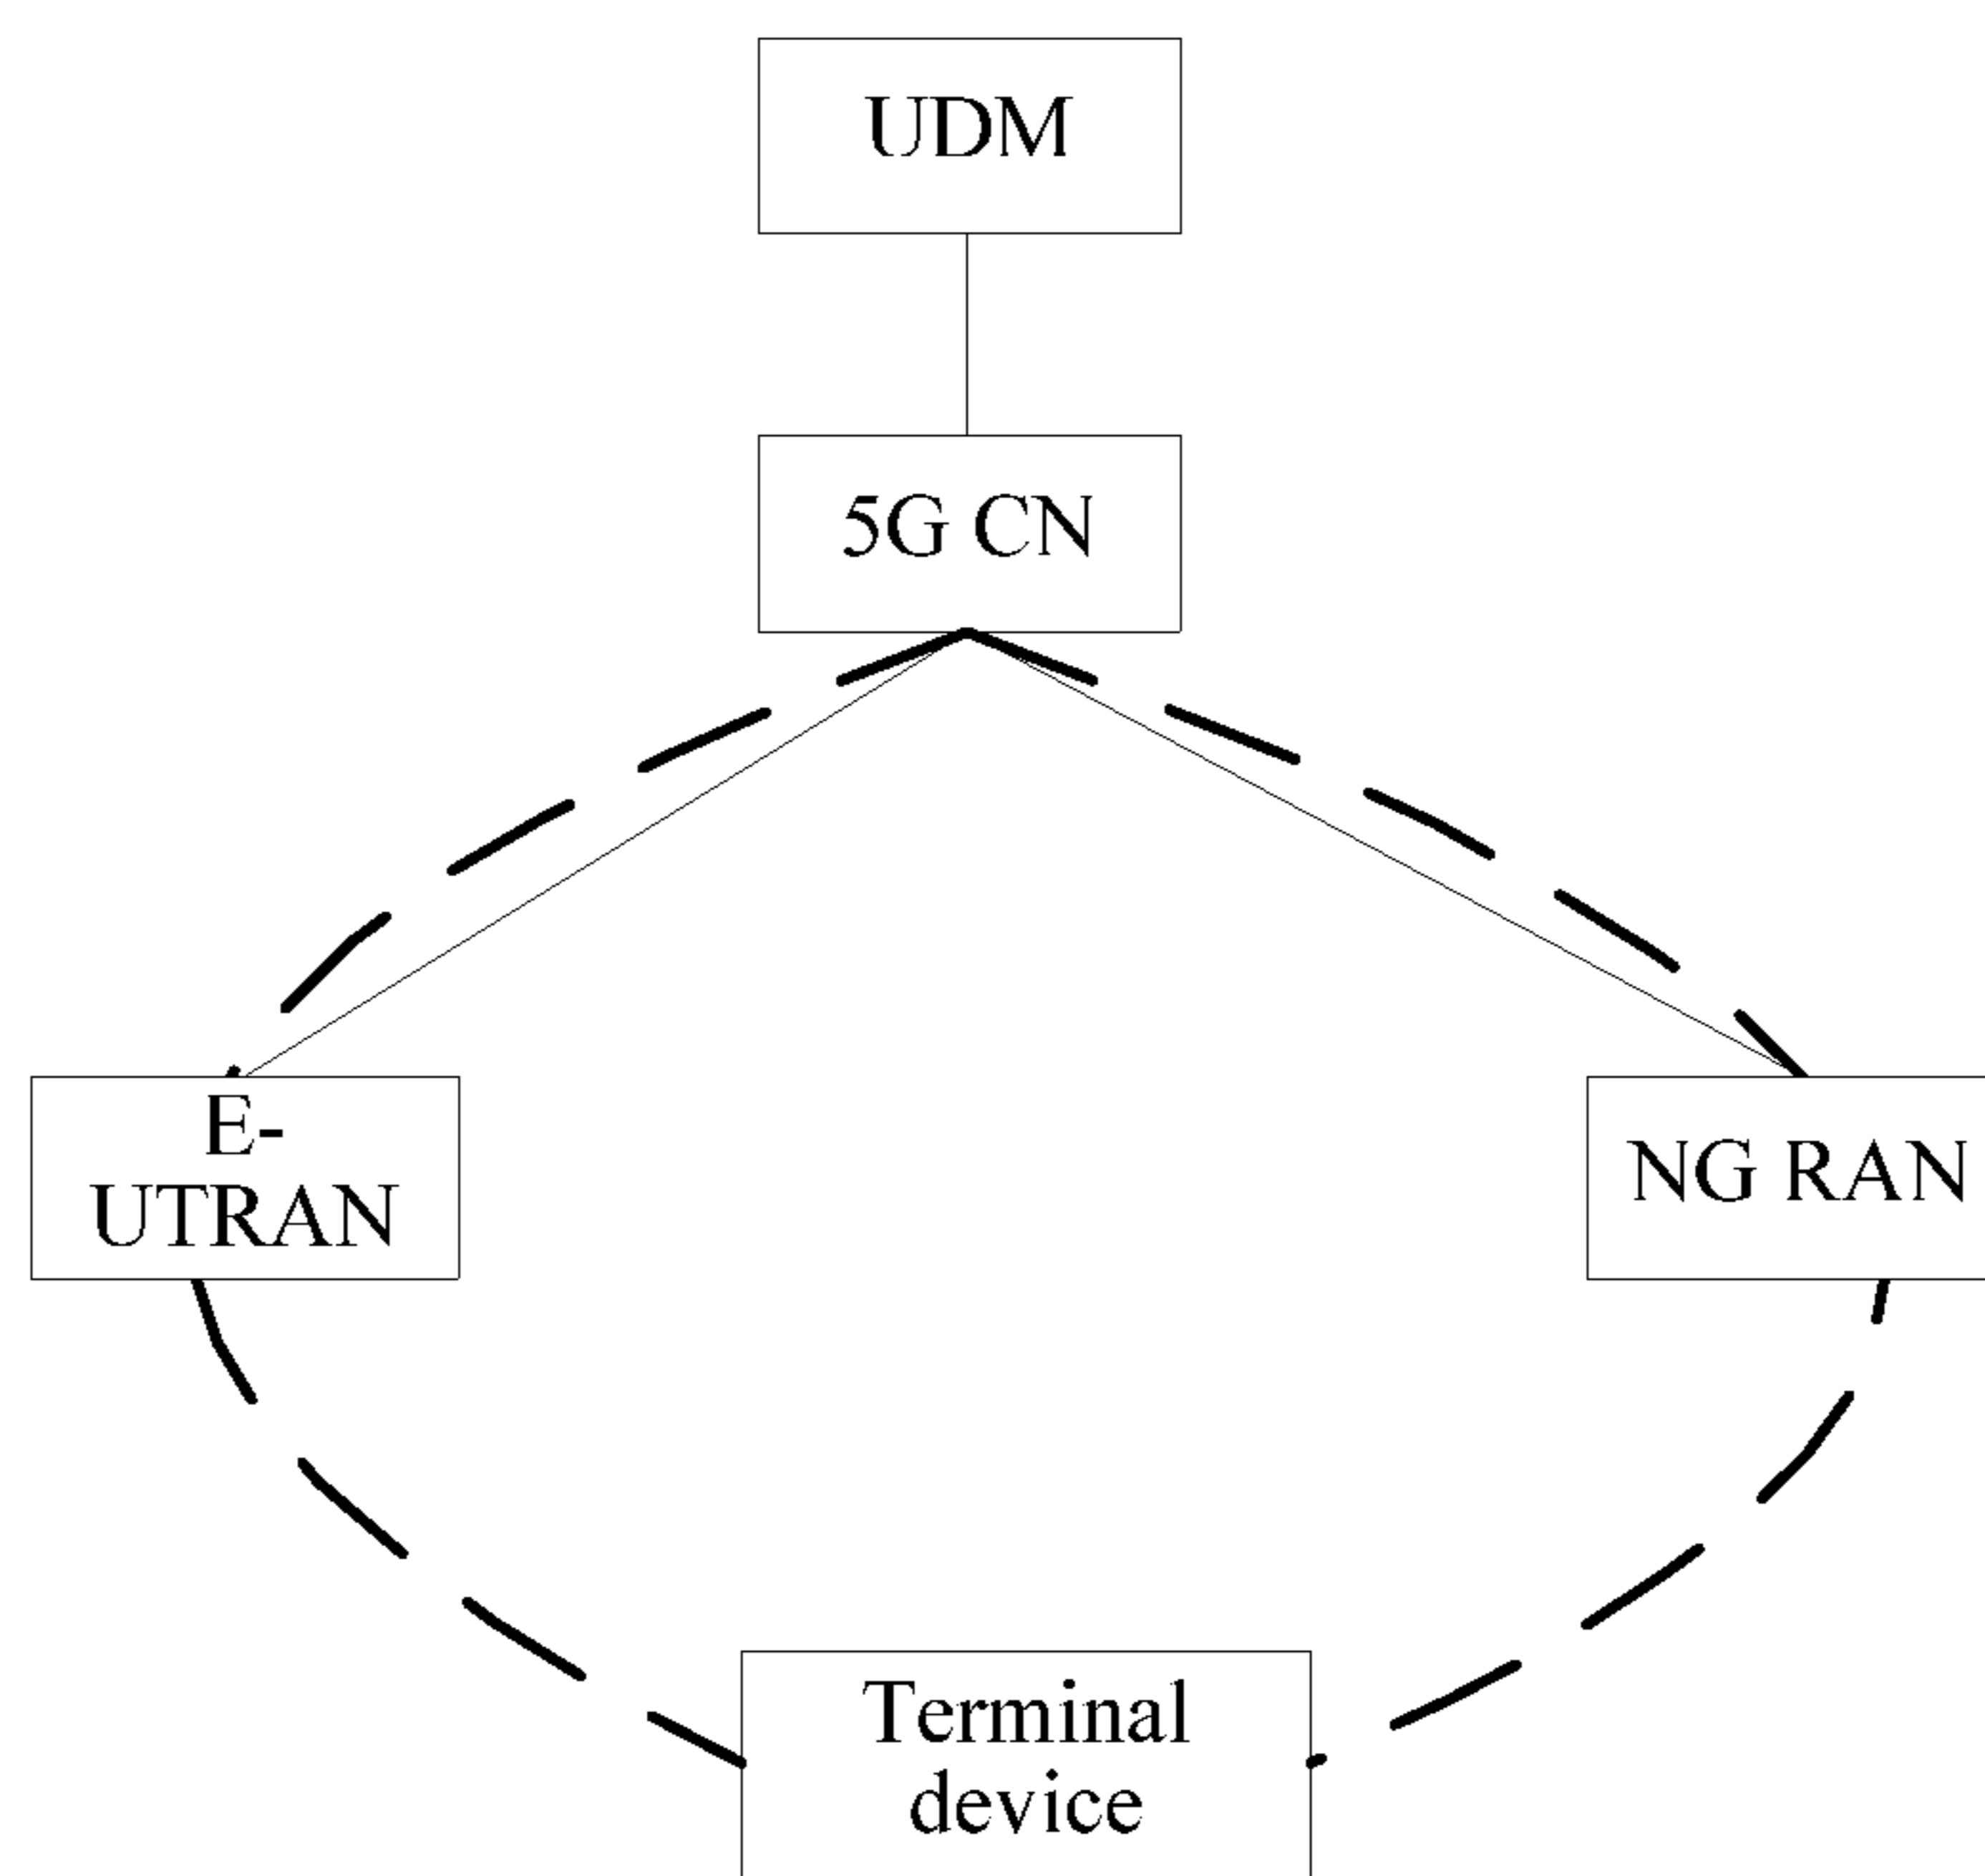 UDM
5G CN
E-
UTRAN
NG RAN
Terminal
device